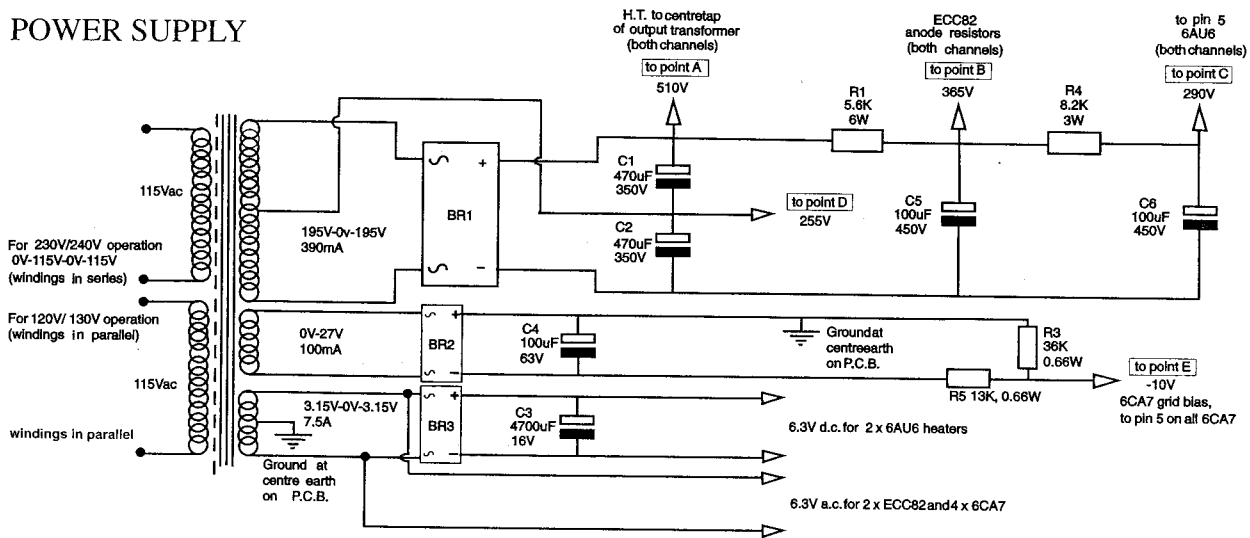 POWER SUPPLY
H.T. to centretap
of output transformer
(both channels)
to point A
510V
ECC82
anode resistors
(both channels)
to point B
365V
to pin 5
6AU6
(both channels)
to point C
290V
R1
5.6K
6W
R4
8.2K
3W
115Vac
C1
470uF
350V
BR1
+
−
to point D
255V
C2
470uF
350V
C5
100uF
450V
C6
100uF
450V
195V-0v-195V
390mA
For 230V/240V operation
0V-115V-0V-115V
(windings in series)
For 120V/ 130V operation
(windings in parallel)
0V-27V
100mA
S
S
+
−
BR2
C4
100uF
63V
Ground at
centre earth
on P.C.B.
R3
36K
0.66W
to point E
-10V
6CA7 grid bias,
to pin 5 on all 6CA7
R5 13K, 0.66W
115Vac
3.15V-0V-3.15V
7.5A
S
S
+
−
BR3
C3
4700uF
16V
6.3V d.c. for 2 x 6AU6 heaters
windings in parallel
Ground at
centre earth
on P.C.B.
6.3V a.c. for 2 x ECC82 and 4 x 6CA7